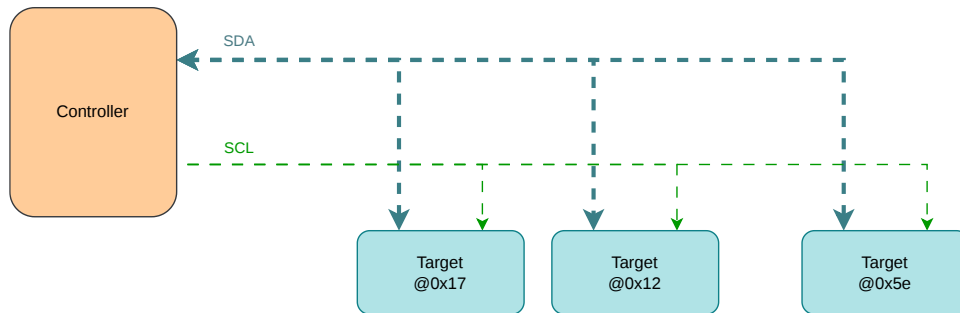 SDA
Controller
SCL
Target
@0x17
Target
@0x12
Target
@0x5e